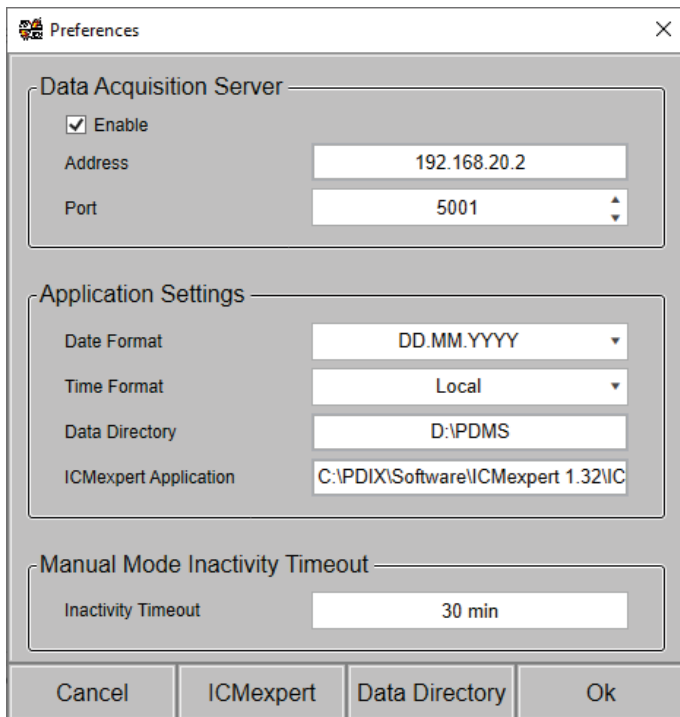 Preferences
Data Acquisition Server
Enable
Address 192.168.20.2
Port 5001
Application Settings
Date Format DD.MM.YYYY
Time Format Local
Data Directory D:\PDMS
ICMexpert Application C:\PDIX\Software\ICMexpert 1.32\IC
Manual Mode Inactivity Timeout
Inactivity Timeout 30 min
Cancel ICMexpert Data Directory Ok